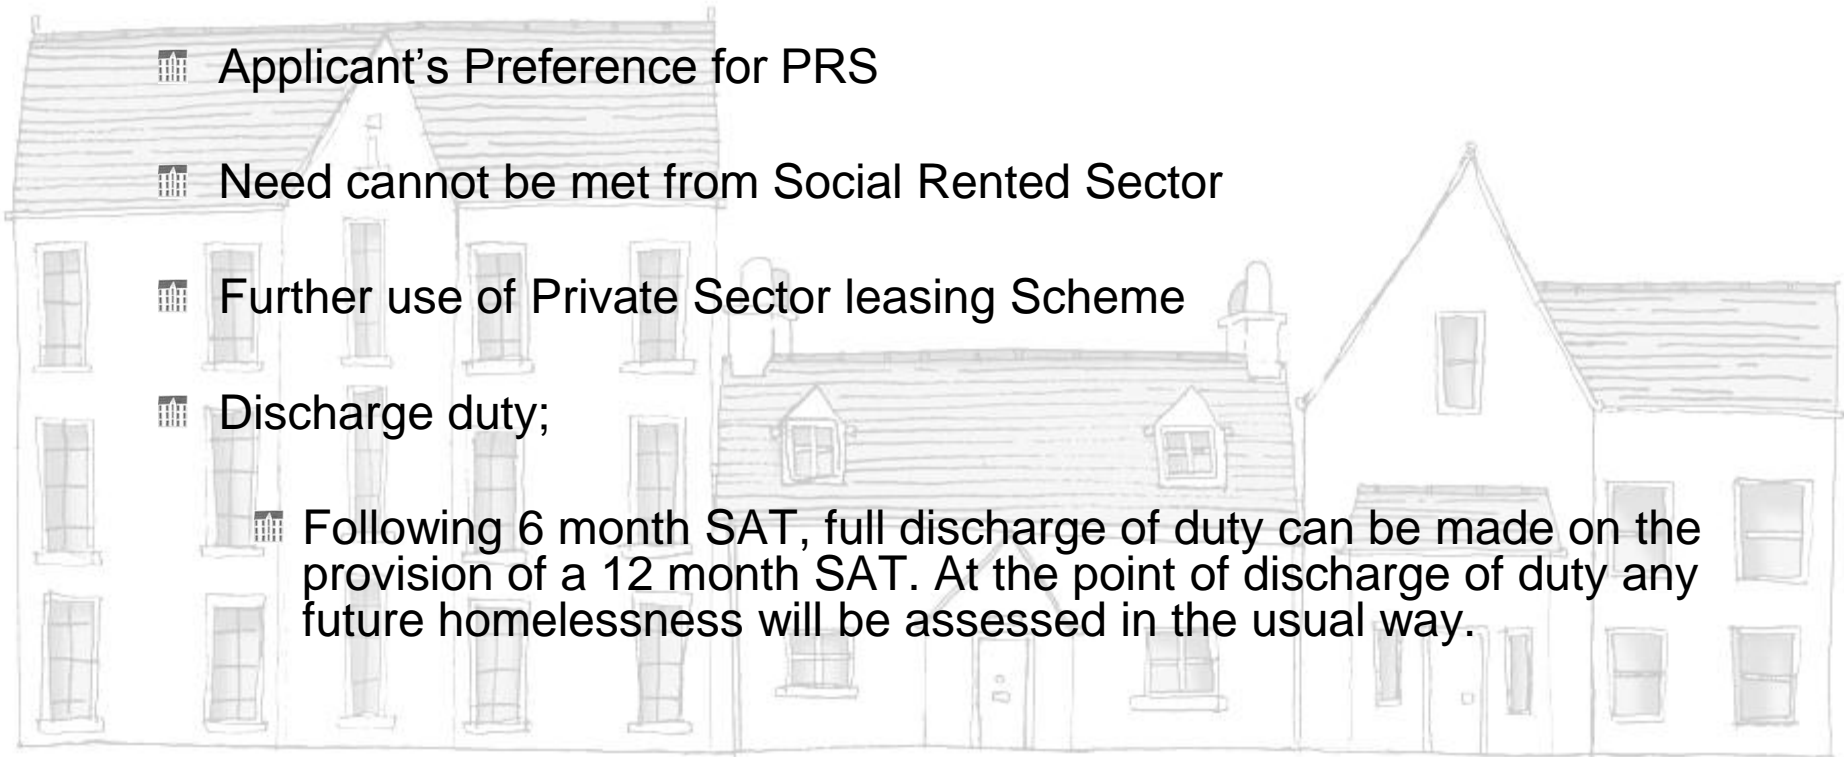 Applicant’s Preference for PRS
Need cannot be met from Social Rented Sector
Further use of Private Sector leasing Scheme
Discharge duty;
Following 6 month SAT, full discharge of duty can be made on the
provision of a 12 month SAT. At the point of discharge of duty any
future homelessness will be assessed in the usual way.